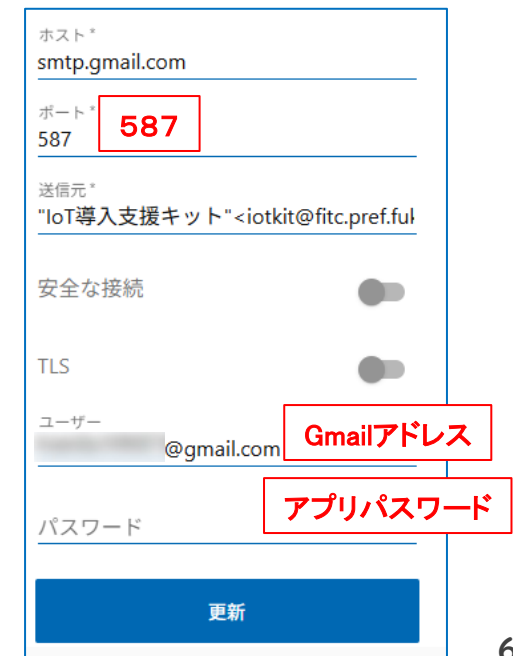 ホスト *
smtp.gmail.com
ポート *
587
587
送信元 *
"IoT導入支援キット"<iotkit@fitc.pref.ful
安全な接続
TLS
ユーザー
@gmail.com
Gmailアドレス
アプリパスワード
パスワード
更新